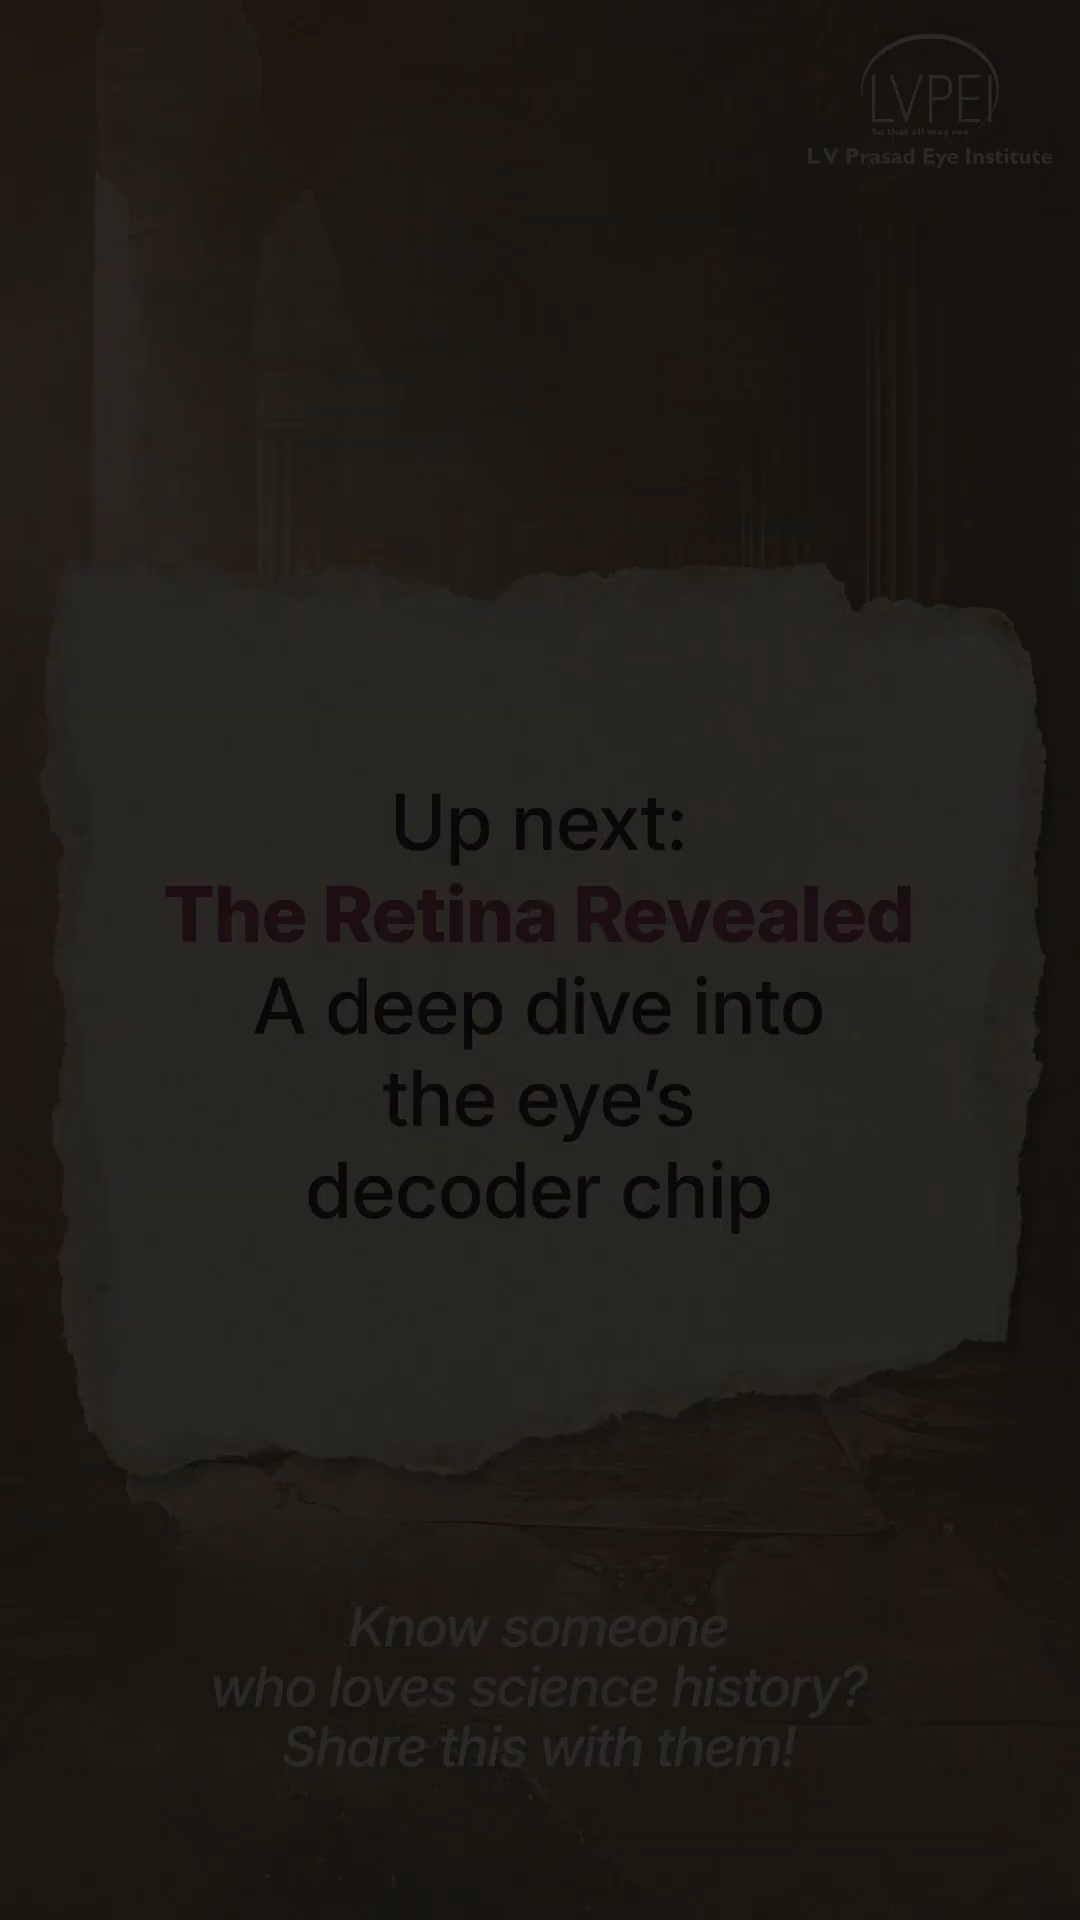 LVPEI
So that all may see
L V Prasad Eye Institute
Up next:
The Retina Revealed
A deep dive into
the eye’s
decoder chip
Know someone
who loves science history?
Share this with them!